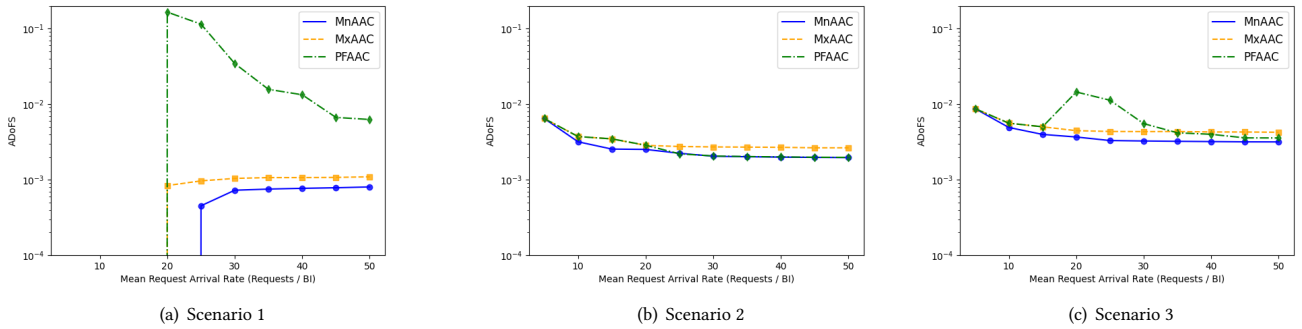 10⁻¹
10⁻²
10⁻³
10⁻⁴
ADoFS
MnAAC
MxAAC
PFAAC
10 20 30 40 50
Mean Request Arrival Rate (Requests / BI)
(a) Scenario 1
10⁻¹
10⁻²
10⁻³
10⁻⁴
ADoFS
MnAAC
MxAAC
PFAAC
10 20 30 40 50
Mean Request Arrival Rate (Requests / BI)
(b) Scenario 2
10⁻¹
10⁻²
10⁻³
10⁻⁴
ADoFS
MnAAC
MxAAC
PFAAC
10 20 30 40 50
Mean Request Arrival Rate (Requests / BI)
(c) Scenario 3